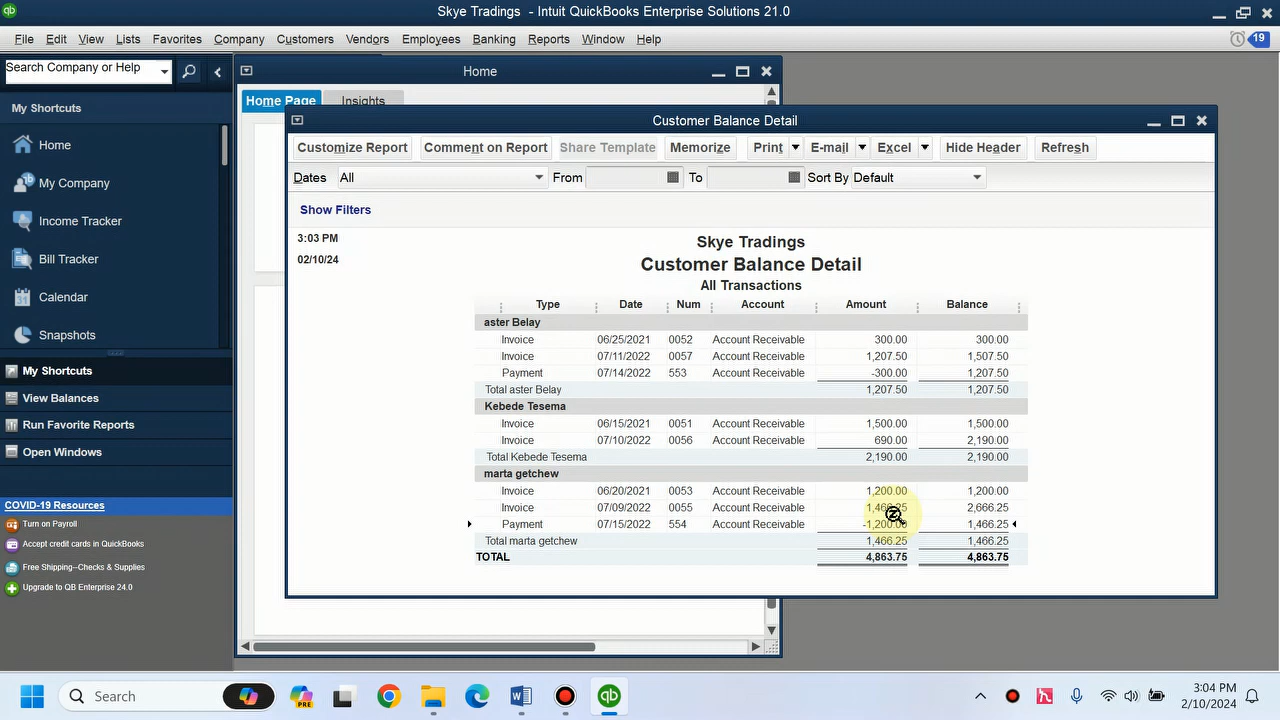 Skye Tradings - Intuit QuickBooks Enterprise Solutions 21.0
File Edit View Lists Favorites Company Customers Vendors Employees Banking Reports Window Help
19
Search Company or Help
My Shortcuts
Home
My Company
Income Tracker
Bill Tracker
Calendar
Snapshots
My Shortcuts
View Balances
Run Favorite Reports
Open Windows
COVID-19 Resources
Turn on Payroll
Accept credit cards in QuickBooks
Free Shipping--Checks & Supplies
Upgrade to QB Enterprise 24.0
Home
Home Page Insights
Customer Balance Detail
Customize Report Comment on Report Share Template Memorize Print E-mail Excel Hide Header Refresh
Dates All From To Sort By Default
Show Filters
3:03 PM
02/10/24
Skye Tradings
Customer Balance Detail
All Transactions
Type Date Num Account Amount Balance
aster Belay
Invoice 06/25/2021 0052 Account Receivable 300.00 300.00
Invoice 07/11/2022 0057 Account Receivable 1,207.50 1,507.50
Payment 07/14/2022 553 Account Receivable -300.00 1,207.50
Total aster Belay 1,207.50 1,207.50
Kebede Tesema
Invoice 06/15/2021 0051 Account Receivable 1,500.00 1,500.00
Invoice 07/10/2022 0056 Account Receivable 690.00 2,190.00
Total Kebede Tesema 2,190.00 2,190.00
marta getchew
Invoice 06/20/2021 0053 Account Receivable 1,200.00 1,200.00
Invoice 07/09/2022 0055 Account Receivable 1,466.25 2,666.25
Payment 07/15/2022 554 Account Receivable -1,200.00 1,466.25
Total marta getchew 1,466.25 1,466.25
TOTAL 4,863.75 4,863.75
Search
PRE
3:04 PM
2/10/2024